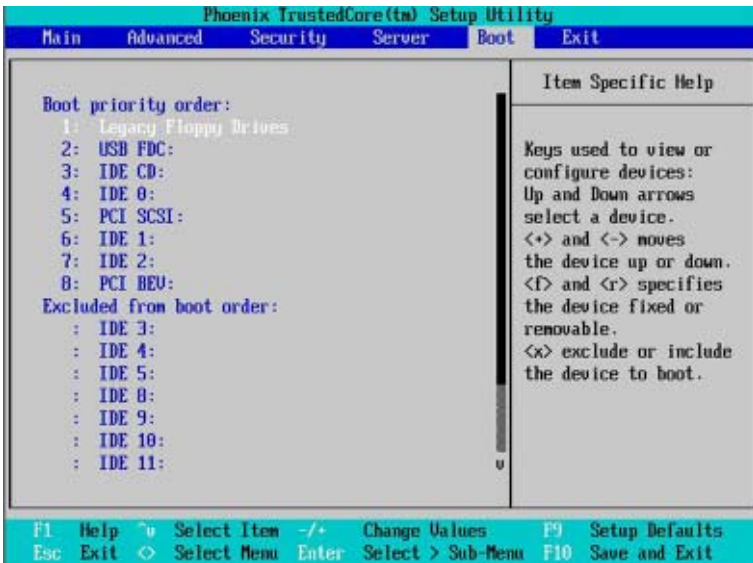 Phoenix TrustedCore(tm) Setup Utility
Main Advanced Security Server Boot Exit
Boot priority order:
1: Legacy Floppy Drives
2: USB FDC:
3: IDE CD:
4: IDE 0:
5: PCI SCSI:
6: IDE 1:
7: IDE 2:
8: PCI BEV:
Excluded from boot order:
: IDE 3:
: IDE 4:
: IDE 5:
: IDE 8:
: IDE 9:
: IDE 10:
: IDE 11:
v
Item Specific Help
Keys used to view or
configure devices:
Up and Down arrows
select a device.
<+> and <-> moves
the device up or down.
<f> and <r> specifies
the device fixed or
removable.
<x> exclude or include
the device to boot.
F1 Help ^v Select Item -/+ Change Values F9 Setup Defaults
Esc Exit <> Select Menu Enter Select > Sub-Menu F10 Save and Exit